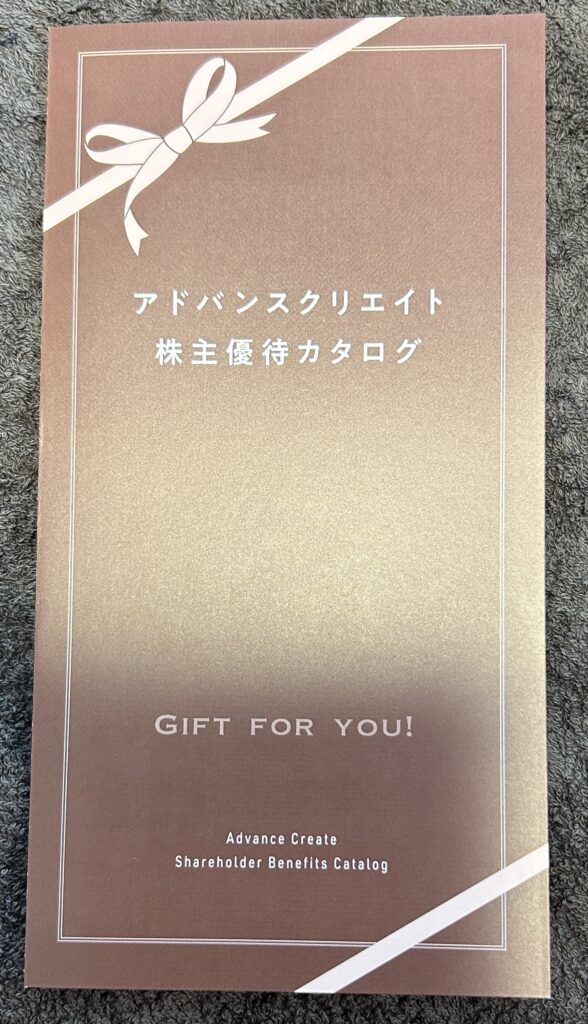 アドバンスクリエイト
株主優待カタログ
GIFT FOR YOU!
Advance Create
Shareholder Benefits Catalog